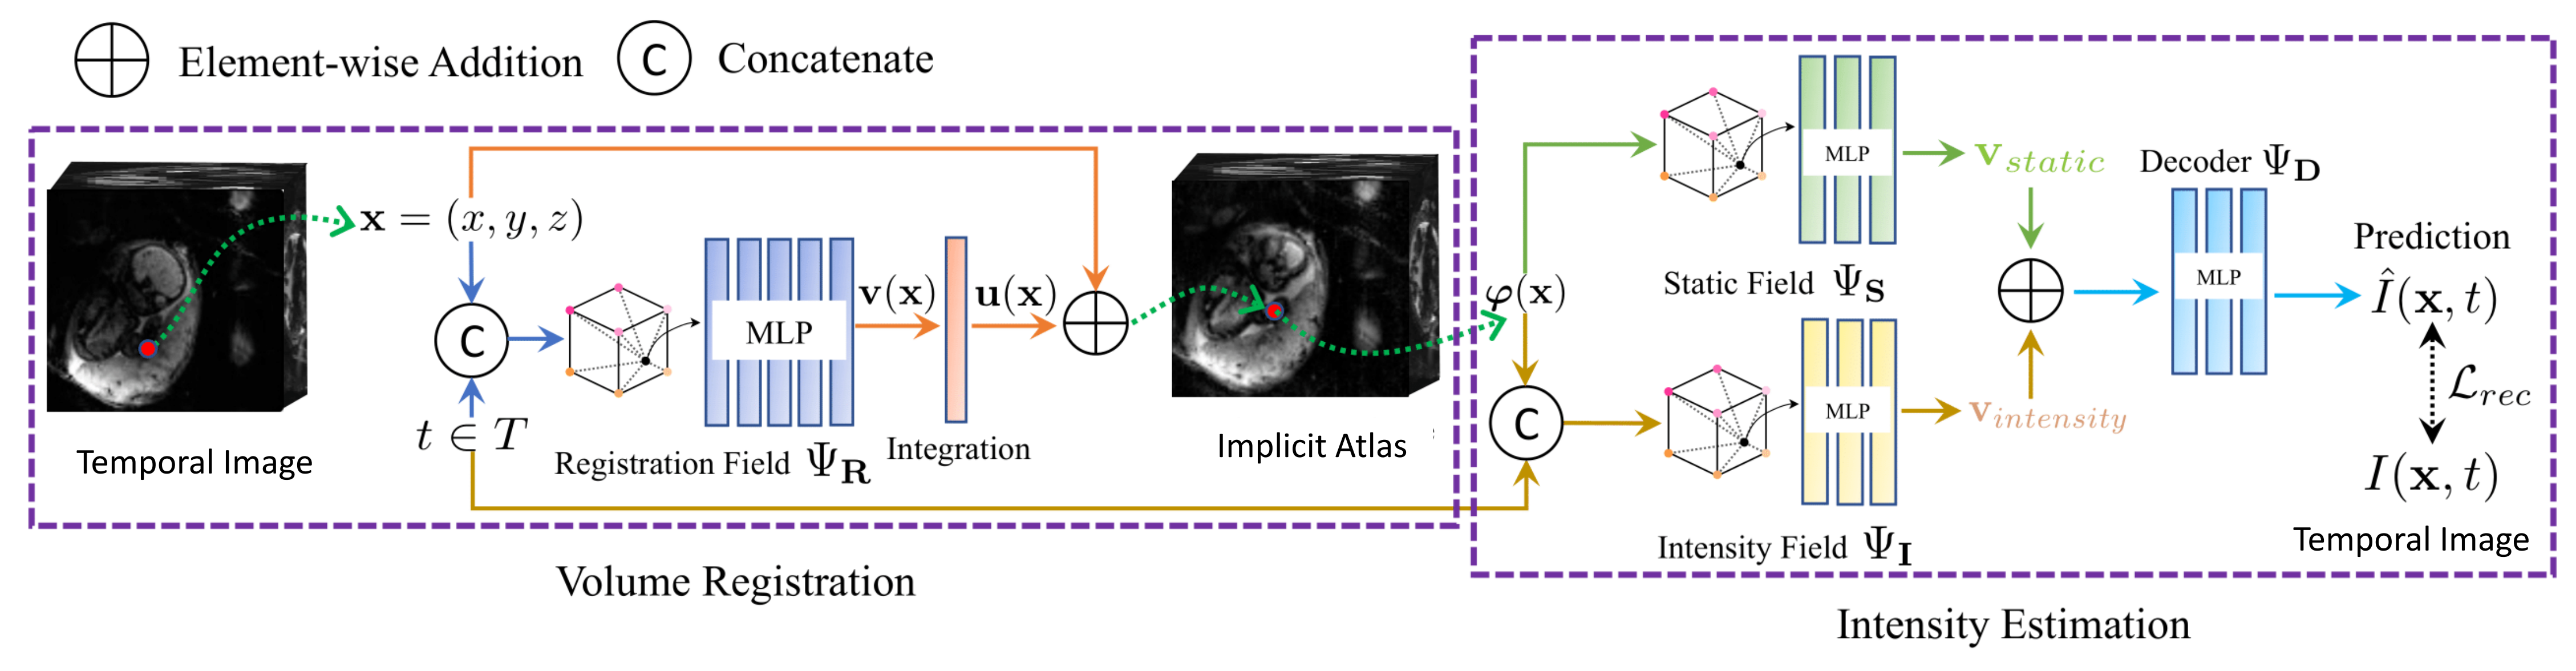 Element-wise Addition
C
Concatenate
x = (x, y, z)
C
t ∈ T
Temporal Image
MLP
Registration Field Ψ_R
v(x)
Integration
u(x)
Implicit Atlas
Volume Registration
φ(x)
C
MLP
Static Field Ψ_S
v_static
MLP
Intensity Field Ψ_I
v_intensity
Decoder Ψ_D
MLP
Prediction
Î(x, t)
ℒ_rec
I(x, t)
Temporal Image
Intensity Estimation